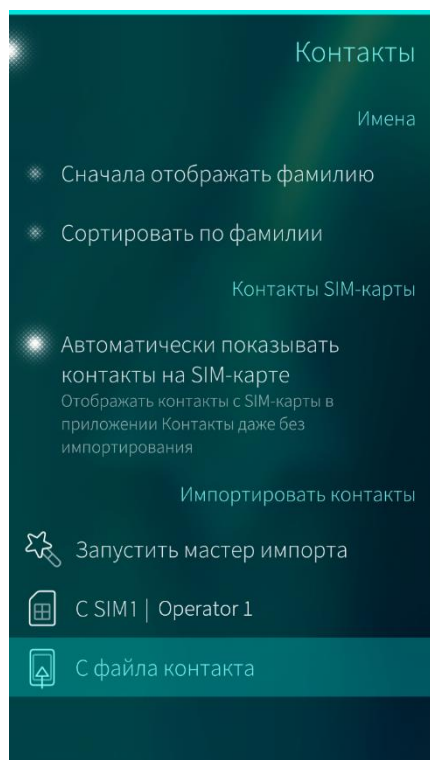 Контакты
Имена
Сначала отображать фамилию
Сортировать по фамилии
Контакты SIM-карты
Автоматически показывать
контакты на SIM-карте
Отображать контакты с SIM-карты в
приложении Контакты даже без
импортирования
Импортировать контакты
Запустить мастер импорта
С SIM1 | Operator 1
С файла контакта